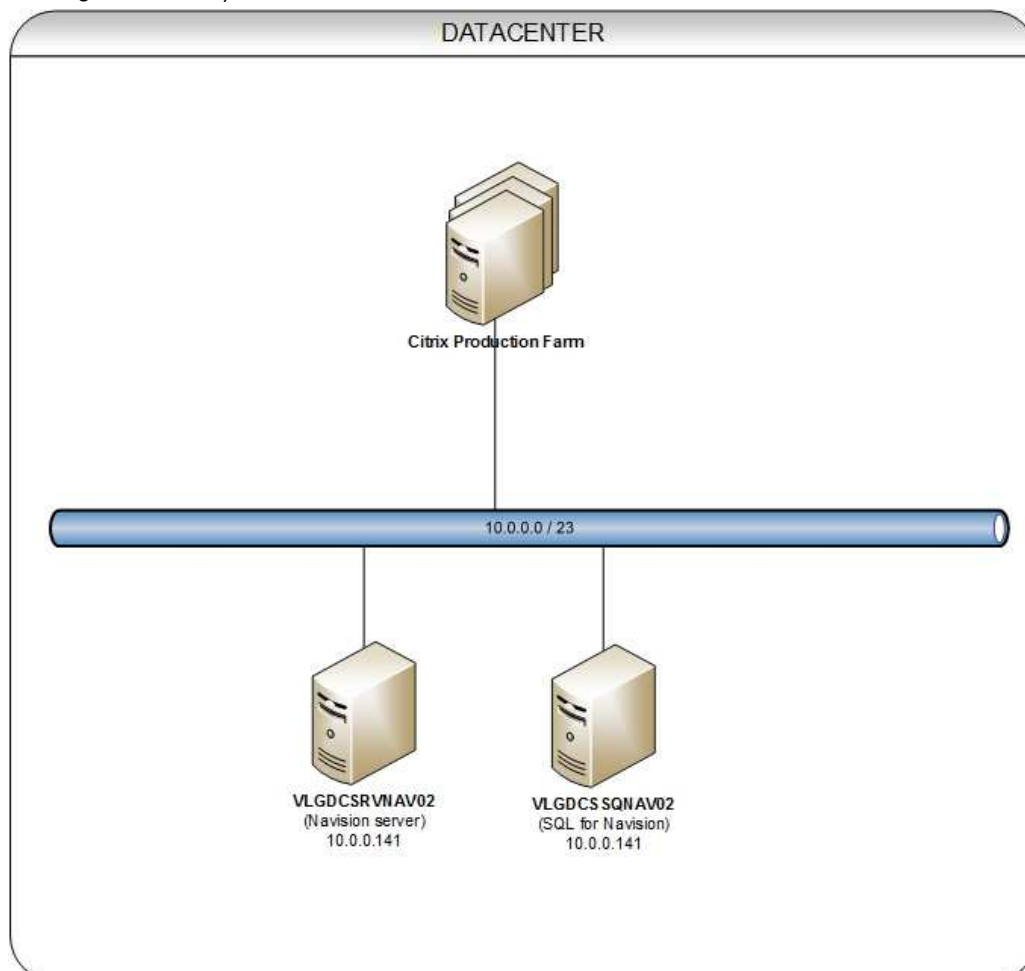 DATACENTER
Citrix Production Farm
10.0.0.0 / 23
VLGDCSRVNAV02
(Navision server)
10.0.0.141
VLGDCSSQNAV02
(SQL for Navision)
10.0.0.141